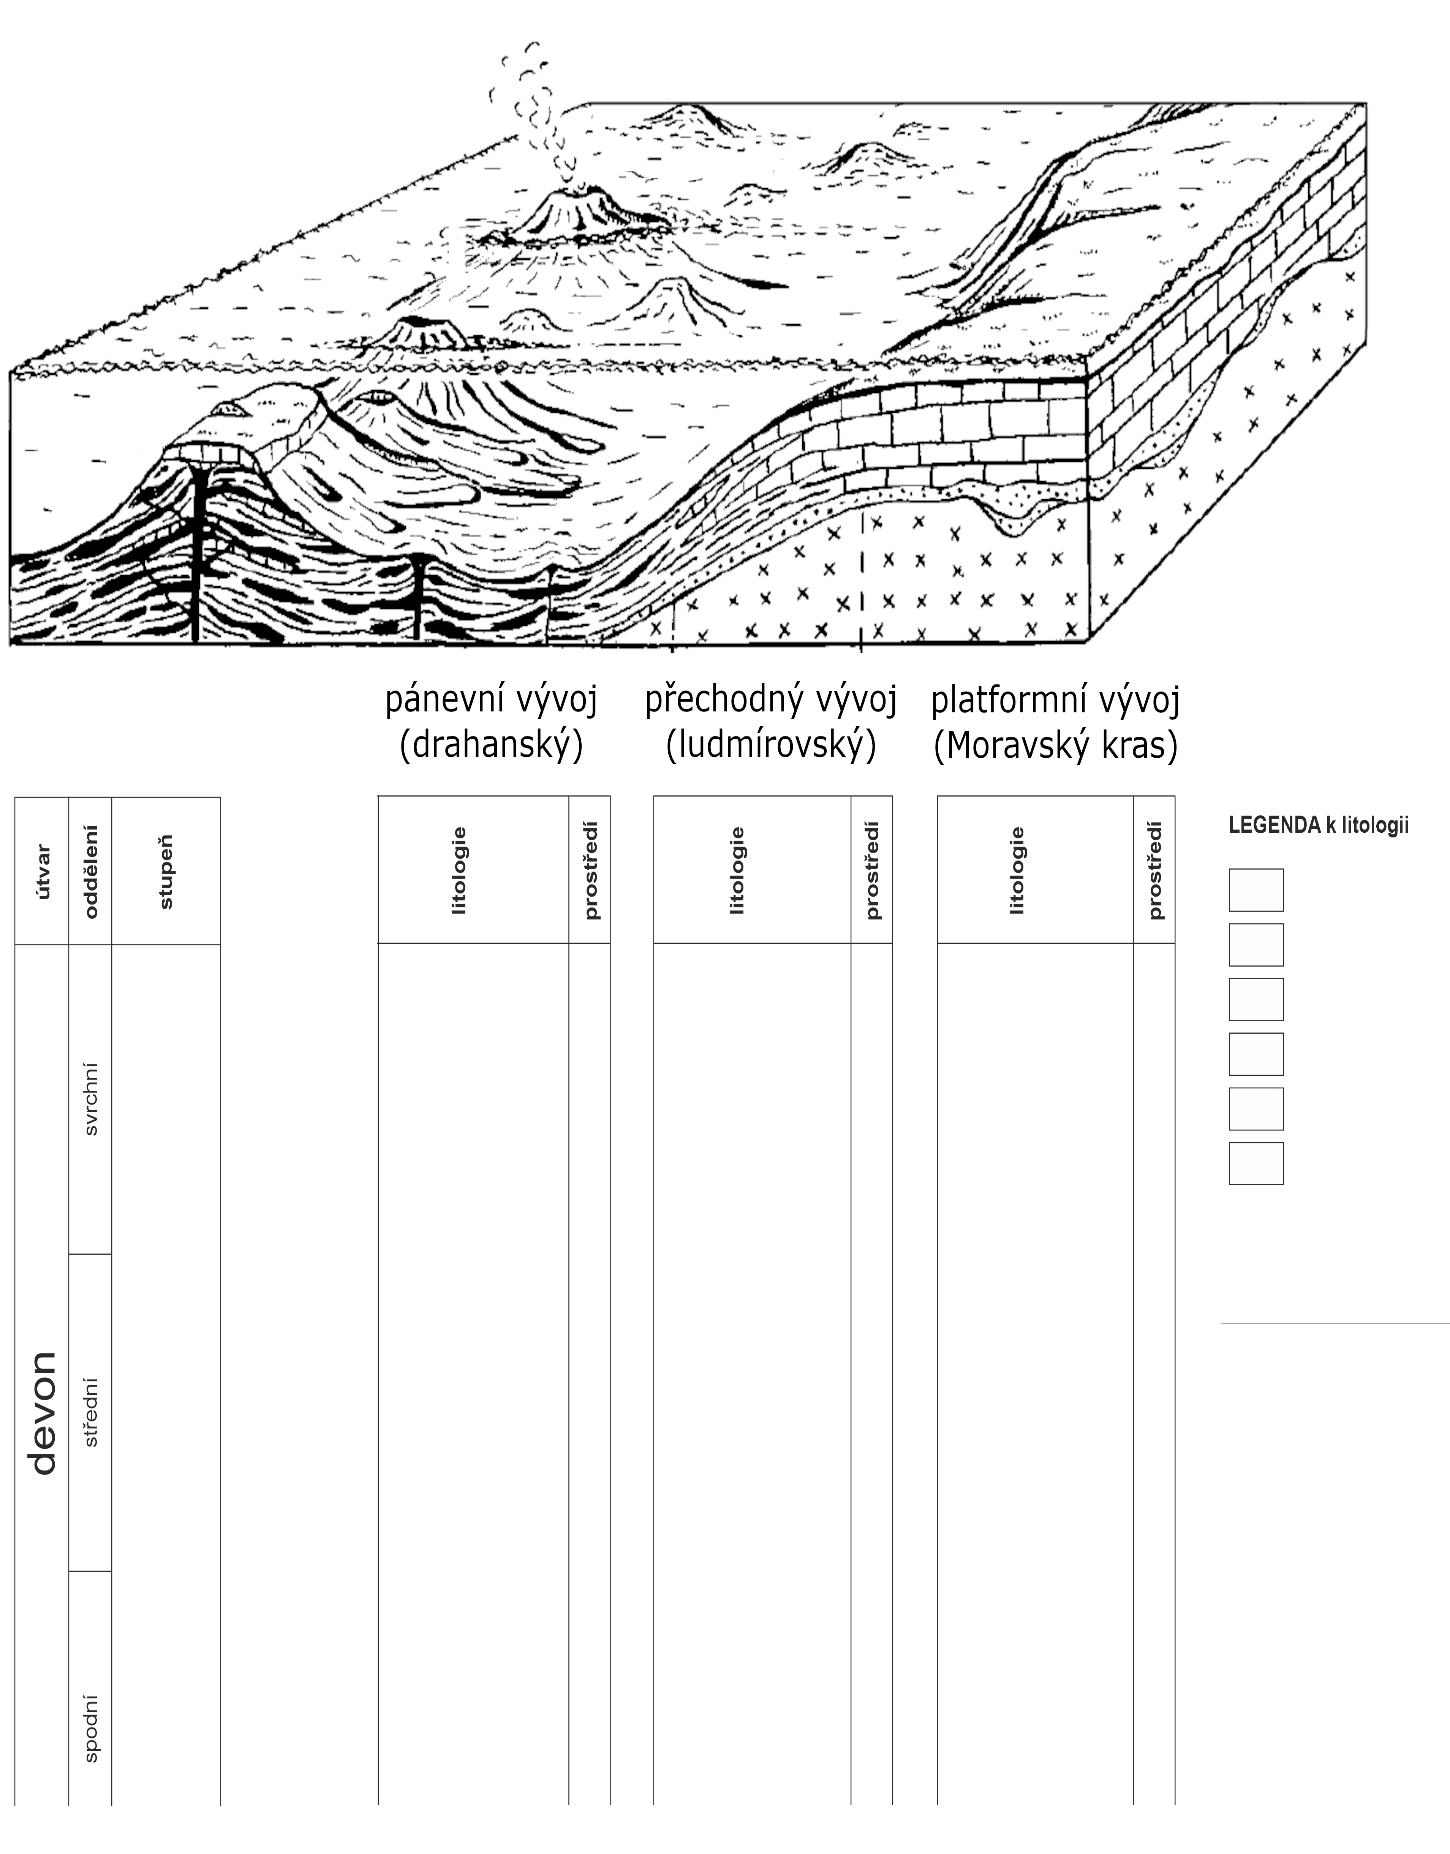 pánevní vývoj
(drahanský)
přechodný vývoj
(ludmírovský)
platformní vývoj
(Moravský kras)
útvar
oddělení
stupeň
litologie
prostředí
litologie
prostředí
litologie
prostředí
LEGENDA k litologii
devon
svrchní
střední
spodní